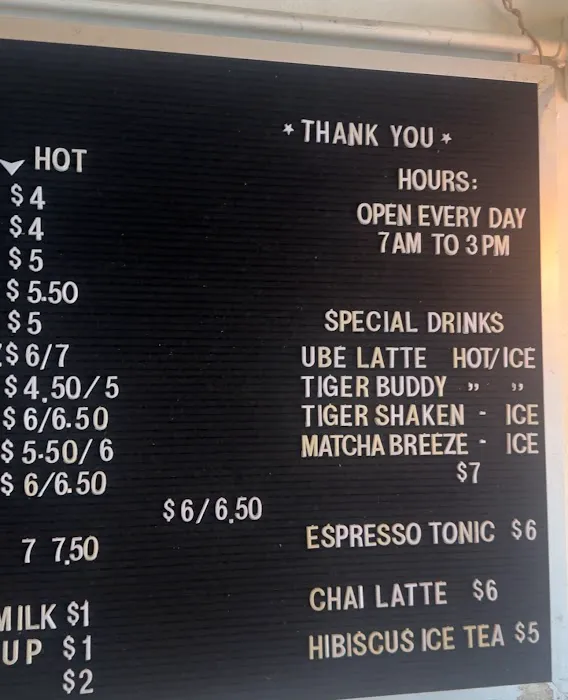 HOT
$4
$4
$5
$5.50
$5
$6/7
$4.50/5
$6/6.50
$5.50/6
$6/6.50
$6/6.50
7 7.50
MILK $1
UP $1
$2
* THANK YOU *
HOURS:
OPEN EVERY DAY
7AM TO 3PM
SPECIAL DRINKS
UBE LATTE HOT/ICE
TIGER BUDDY " "
TIGER SHAKEN - ICE
MATCHA BREEZE - ICE
$7
ESPRESSO TONIC $6
CHAI LATTE $6
HIBISCUS ICE TEA $5